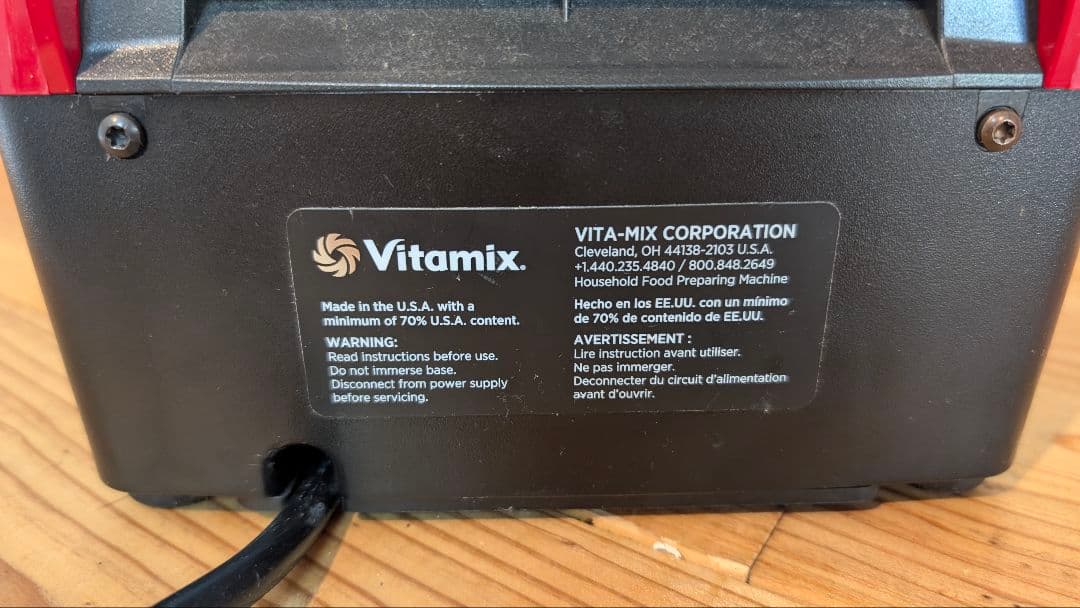 Vitamix.
Made in the U.S.A. with a
minimum of 70% U.S.A. content.
WARNING:
Read instructions before use.
Do not immerse base.
Disconnect from power supply
before servicing.
VITA-MIX CORPORATION
Cleveland, OH 44138-2103 U.S.A.
+1.440.235.4840 / 800.848.2649
Household Food Preparing Machine
Hecho en los EE.UU. con un mínimo
de 70% de contenido de EE.UU.
AVERTISSEMENT :
Lire instruction avant utiliser.
Ne pas immerger.
Deconnecter du circuit d'alimentation
avant d'ouvrir.